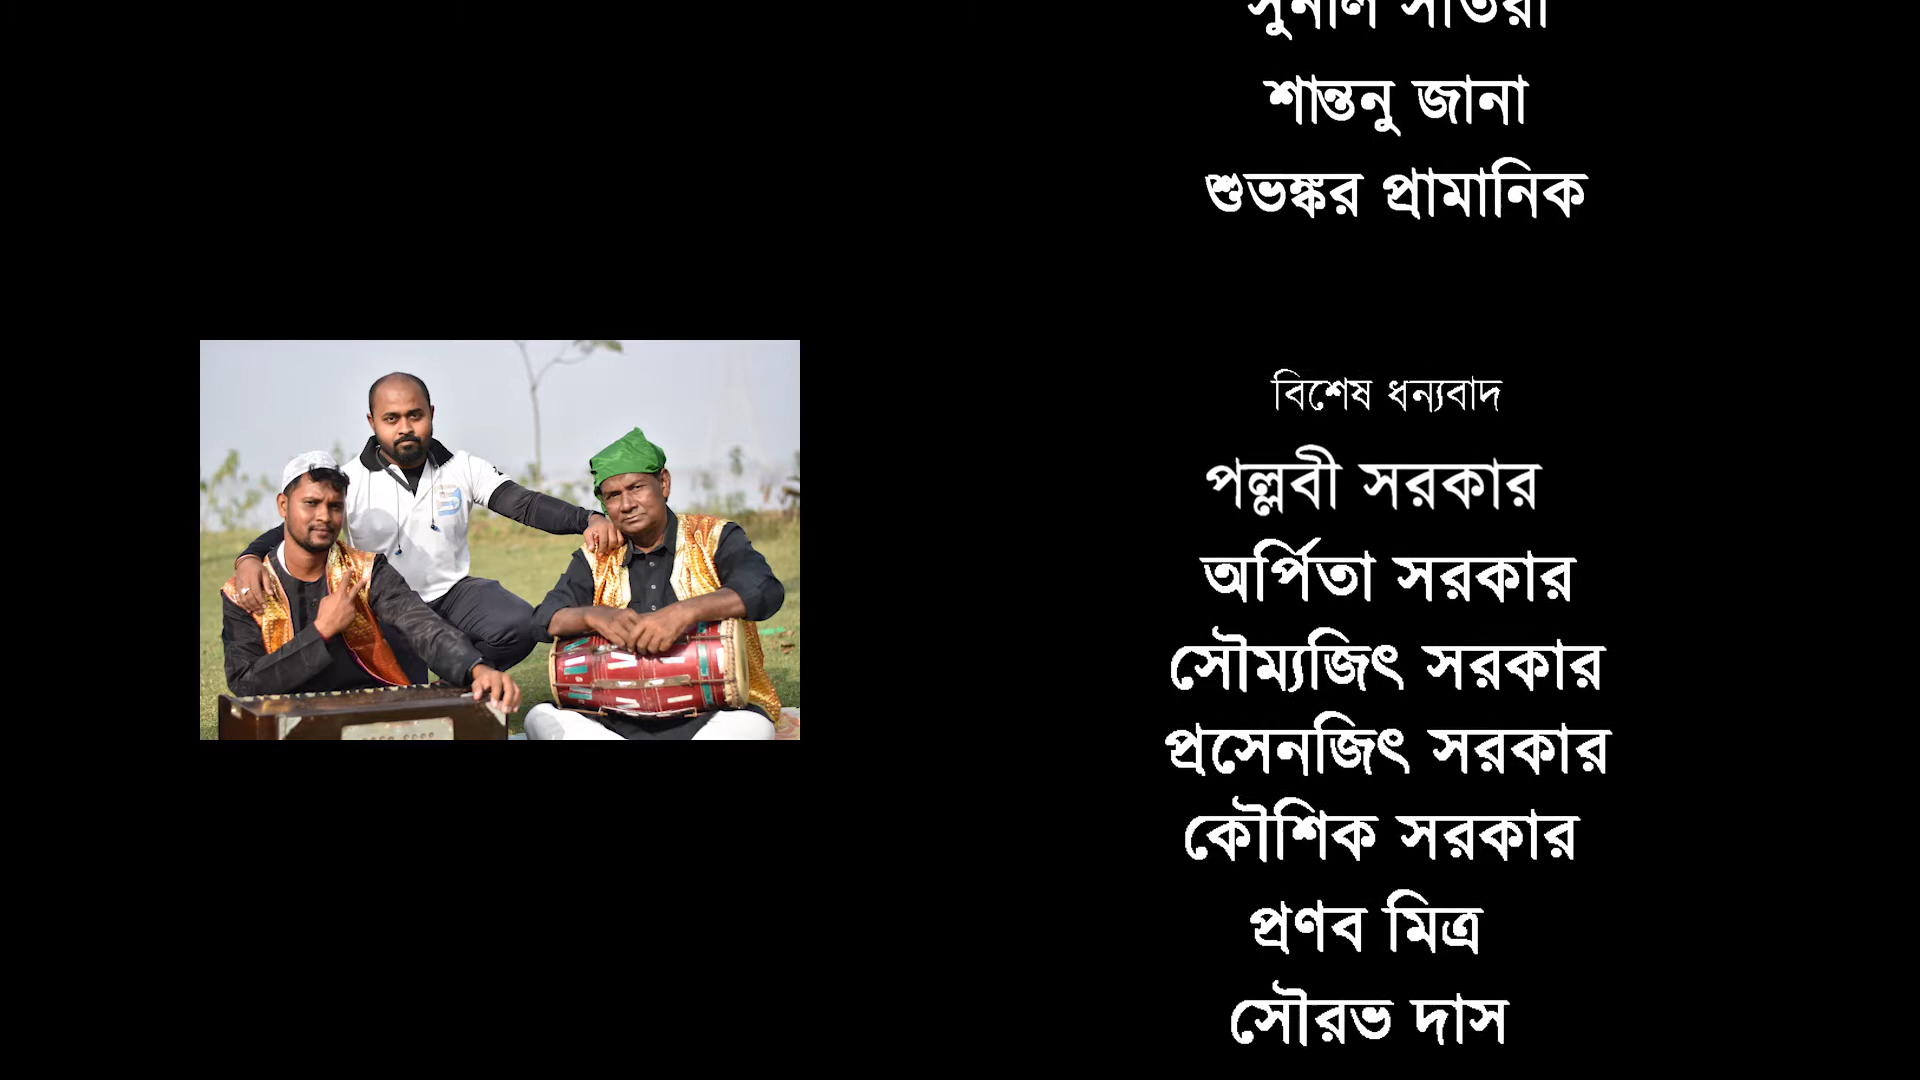 শান্তনু জানা
শুভঙ্কর প্রামানিক
বিশেষ ধন্যবাদ
পল্লবী সরকার
অর্পিতা সরকার
সৌম্যজিৎ সরকার
প্রসেনজিৎ সরকার
কৌশিক সরকার
প্রণব মিত্র
সৌরভ দাস